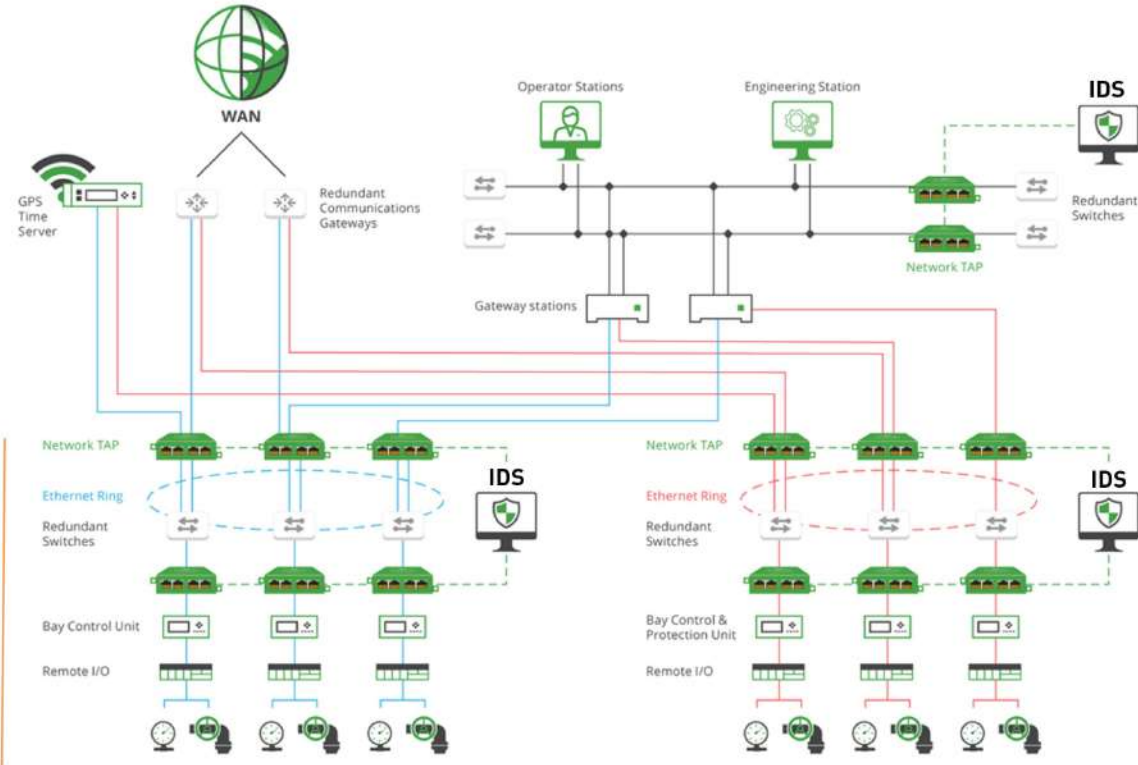 WAN
Operator Stations
Engineering Station
IDS
GPS
Time
Server
Redundant
Communications
Gateways
Redundant
Switches
Network TAP
Gateway stations
Network TAP
Ethernet Ring
IDS
Redundant
Switches
Bay Control Unit
Remote I/O
Network TAP
Ethernet Ring
IDS
Redundant
Switches
Bay Control &
Protection Unit
Remote I/O